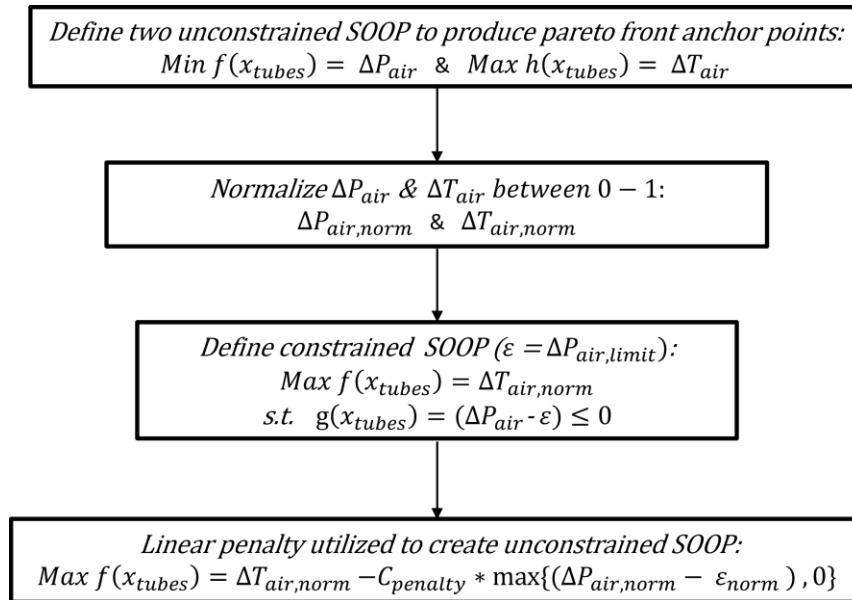 Define two unconstrained SOOP to produce pareto front anchor points:
Min f(x_tubes) = ΔP_air & Max h(x_tubes) = ΔT_air
Normalize ΔP_air & ΔT_air between 0 − 1:
ΔP_air,norm & ΔT_air,norm
Define constrained SOOP (ε = ΔP_air,limit):
Max f(x_tubes) = ΔT_air,norm
s.t. g(x_tubes) = (ΔP_air - ε) ≤ 0
Linear penalty utilized to create unconstrained SOOP:
Max f(x_tubes) = ΔT_air,norm − C_penalty * max{(ΔP_air,norm − ε_norm) , 0}